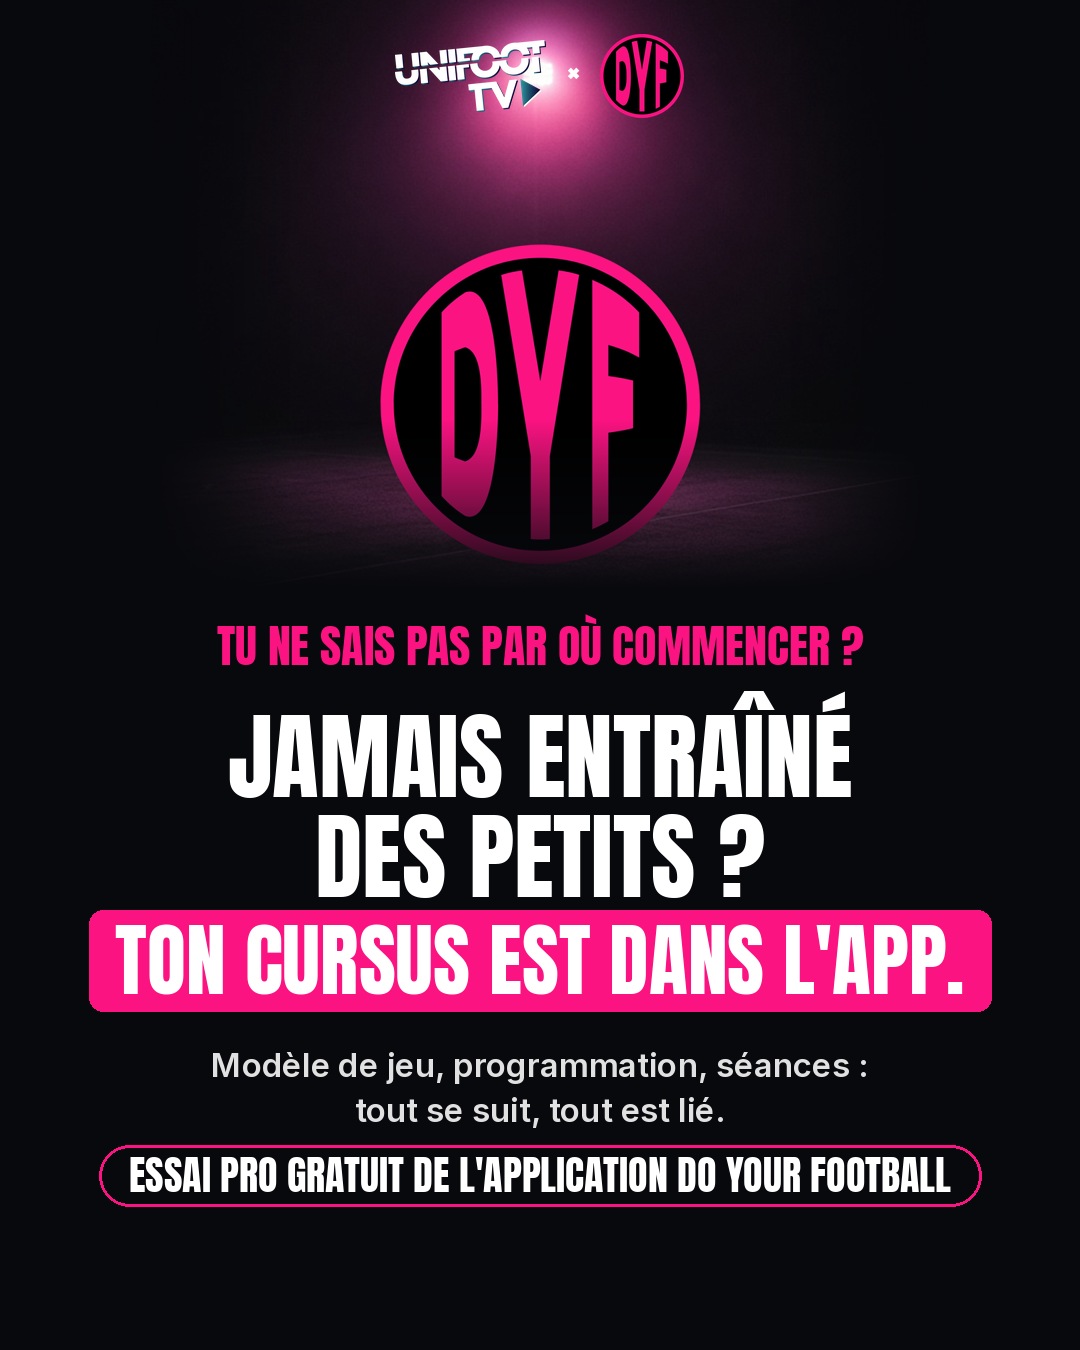 UNIFOOT
TV
× DYF
DYF
TU NE SAIS PAS PAR OÙ COMMENCER ?
JAMAIS ENTRAÎNÉ
DES PETITS ?
TON CURSUS EST DANS L'APP.
Modèle de jeu, programmation, séances :
tout se suit, tout est lié.
ESSAI PRO GRATUIT DE L'APPLICATION DO YOUR FOOTBALL